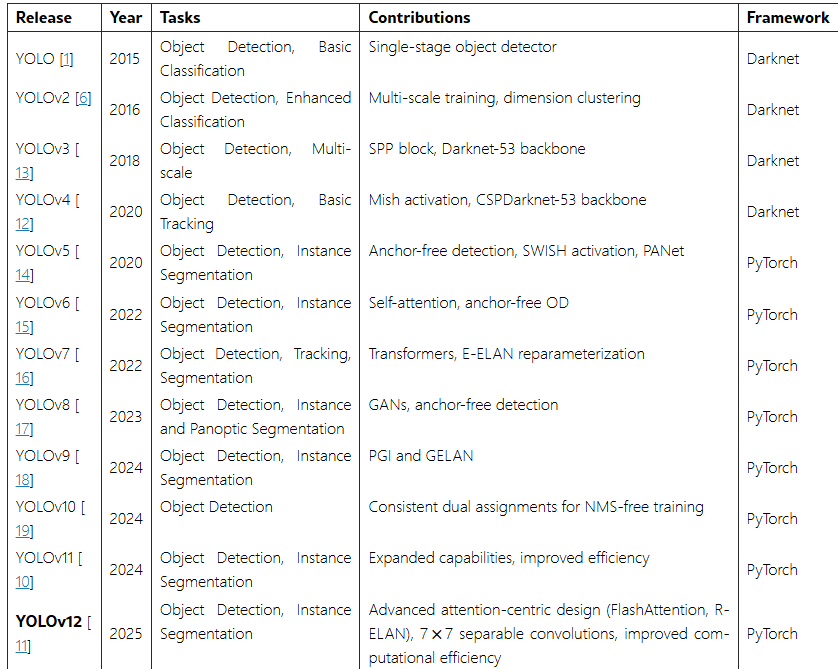 Release Year Tasks Contributions Framework
YOLO [1] 2015 Object Detection, Basic Single-stage object detector Darknet
Classification
YOLOv2 [6] 2016 Object Detection, Enhanced Multi-scale training, dimension clustering Darknet
Classification
YOLOv3 [ 2018 Object Detection, Multi- SPP block, Darknet-53 backbone Darknet
13] scale
YOLOv4 [ 2020 Object Detection, Basic Mish activation, CSPDarknet-53 backbone Darknet
12] Tracking
YOLOv5 [ 2020 Object Detection, Instance Anchor-free detection, SWISH activation, PANet PyTorch
14] Segmentation
YOLOv6 [ 2022 Object Detection, Instance Self-attention, anchor-free OD PyTorch
15] Segmentation
YOLOv7 [ 2022 Object Detection, Tracking, Transformers, E-ELAN reparameterization PyTorch
16] Segmentation
YOLOv8 [ 2023 Object Detection, Instance GANs, anchor-free detection PyTorch
17] and Panoptic Segmentation
YOLOv9 [ 2024 Object Detection, Instance PGI and GELAN PyTorch
18] Segmentation
YOLOv10 [ 2024 Object Detection Consistent dual assignments for NMS-free training PyTorch
19]
YOLOv11 [ 2024 Object Detection, Instance Expanded capabilities, improved efficiency PyTorch
10] Segmentation
YOLOv12 [ 2025 Object Detection, Instance Advanced attention-centric design (FlashAttention, R- PyTorch
11] Segmentation ELAN), 7×7 separable convolutions, improved com-
putational efficiency